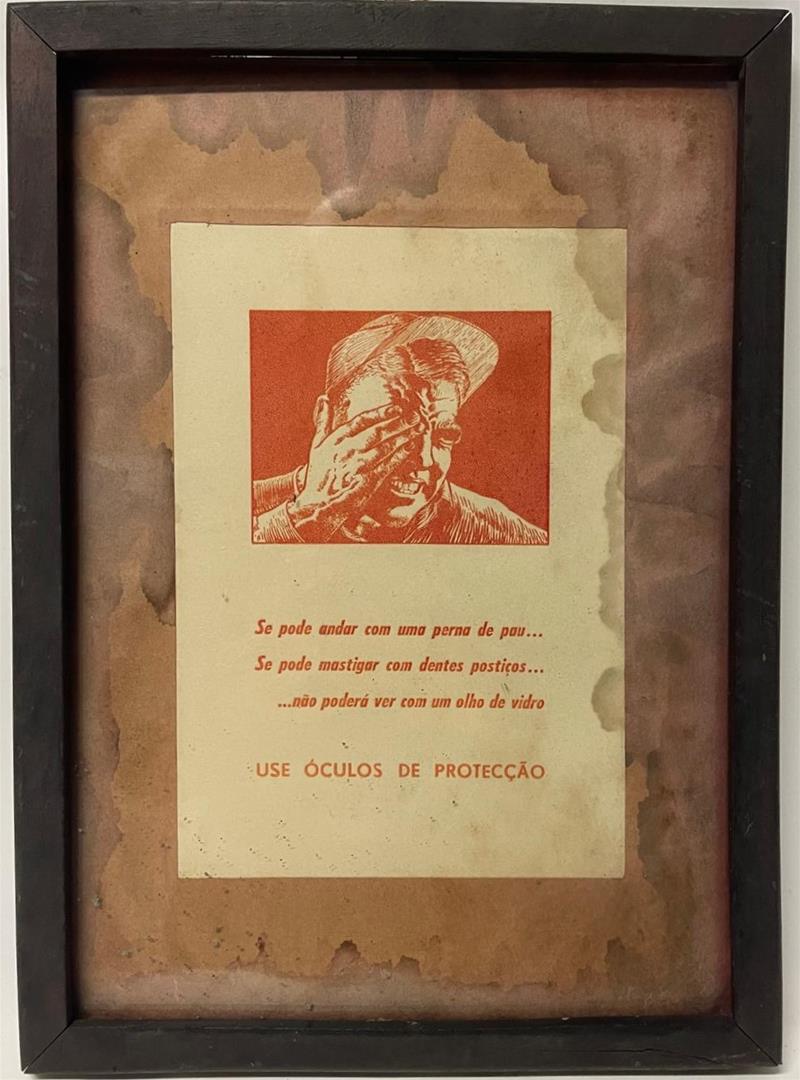 Se pode andar com uma perna de pau...
Se pode mastigar com dentes postiços...
...não poderá ver com um olho de vidro
USE ÓCULOS DE PROTECÇÃO